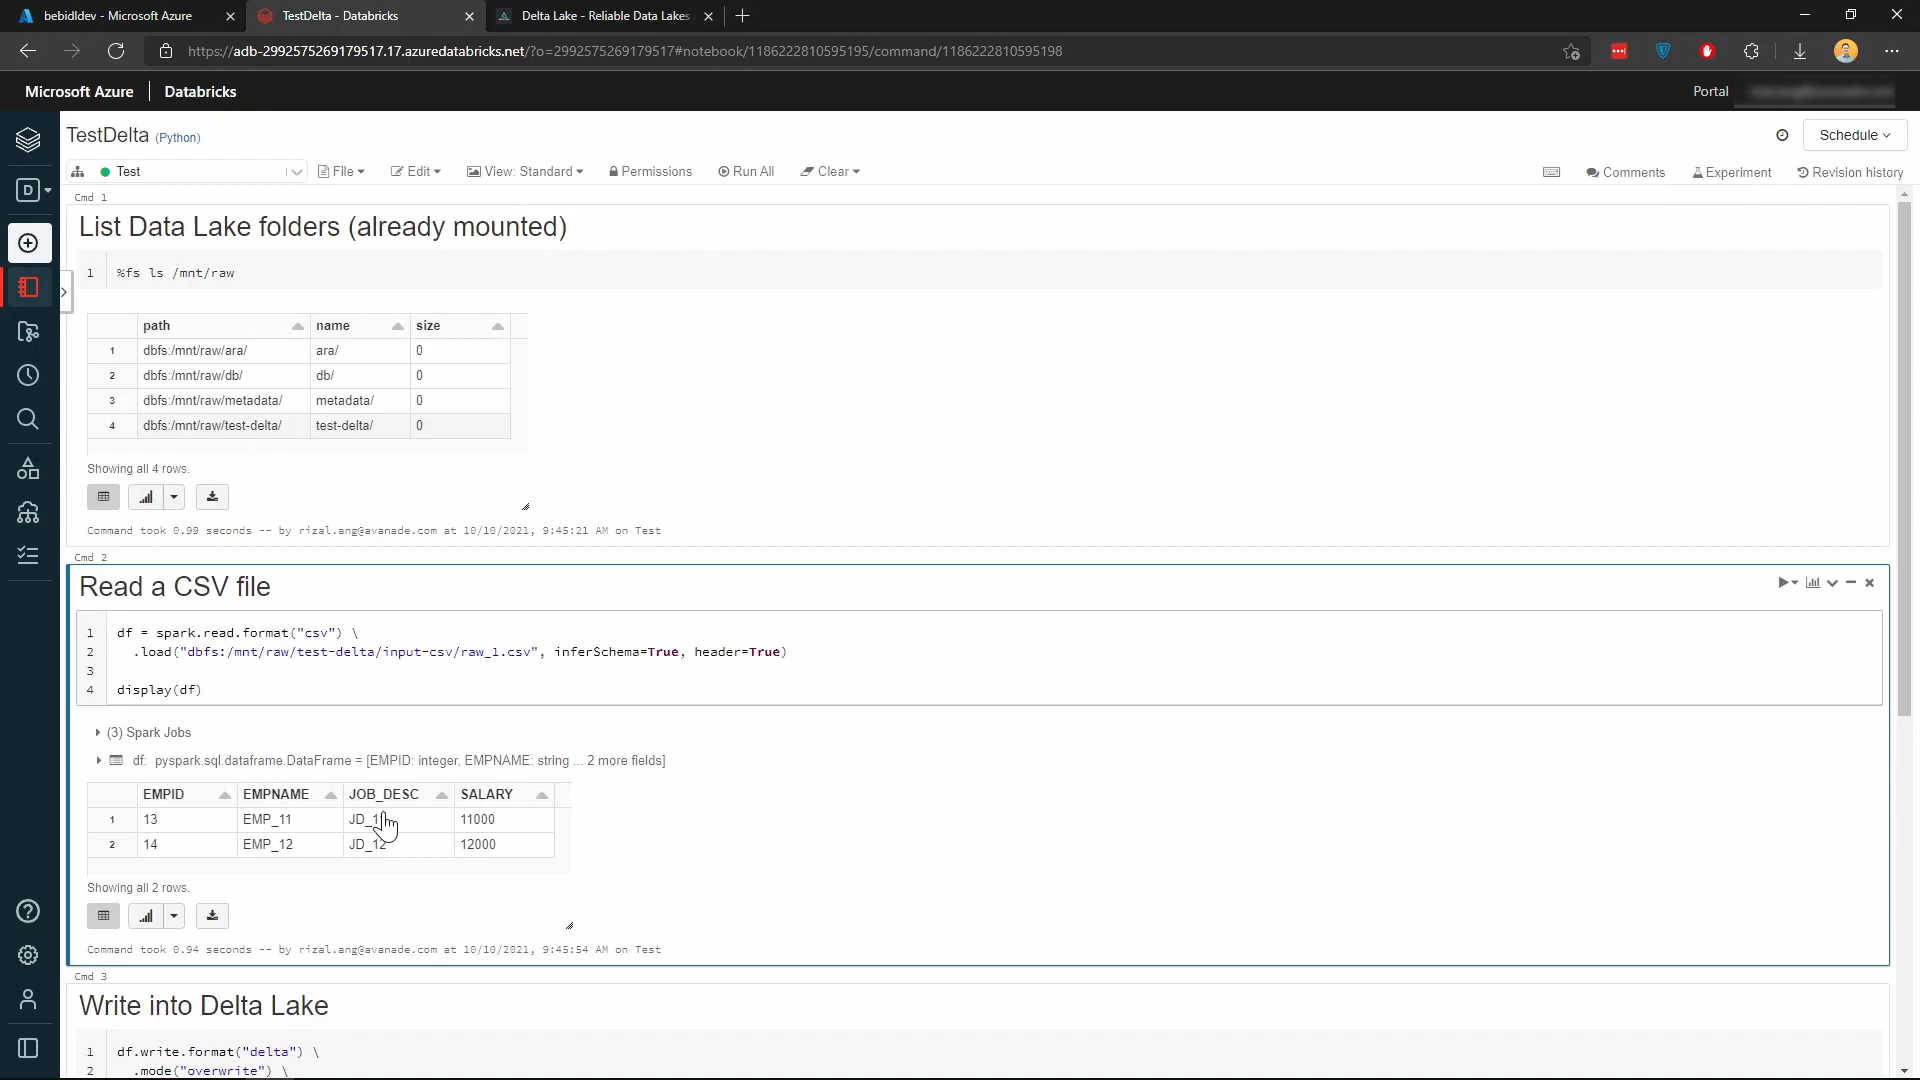 bebidldev - Microsoft Azure
TestDelta - Databricks
Delta Lake - Reliable Data Lakes
https://adb-2992575269179517.17.azuredatabricks.net/?o=2992575269179517#notebook/1186222810595195/command/1186222810595198
Microsoft Azure Databricks
Portal
TestDelta (Python)
Schedule
Test
File
Edit
View: Standard
Permissions
Run All
Clear
Comments
Experiment
Revision history
D
Cmd 1
List Data Lake folders (already mounted)
1 %fs ls /mnt/raw
path name size
1 dbfs:/mnt/raw/ara/ ara/ 0
2 dbfs:/mnt/raw/db/ db/ 0
3 dbfs:/mnt/raw/metadata/ metadata/ 0
4 dbfs:/mnt/raw/test-delta/ test-delta/ 0
Showing all 4 rows.
Command took 0.99 seconds -- by rizal.ang@avanade.com at 10/10/2021, 9:45:21 AM on Test
Cmd 2
Read a CSV file
1 df = spark.read.format("csv") \
2 .load("dbfs:/mnt/raw/test-delta/input-csv/raw_1.csv", inferSchema=True, header=True)
3
4 display(df)
(3) Spark Jobs
df: pyspark.sql.dataframe.DataFrame = [EMPID: integer, EMPNAME: string ... 2 more fields]
EMPID EMPNAME JOB_DESC SALARY
1 13 EMP_11 11000
2 14 EMP_12 JD_12 12000
Showing all 2 rows.
Command took 0.94 seconds -- by rizal.ang@avanade.com at 10/10/2021, 9:45:54 AM on Test
Cmd 3
Write into Delta Lake
1 df.write.format("delta") \
2 .mode("overwrite") \